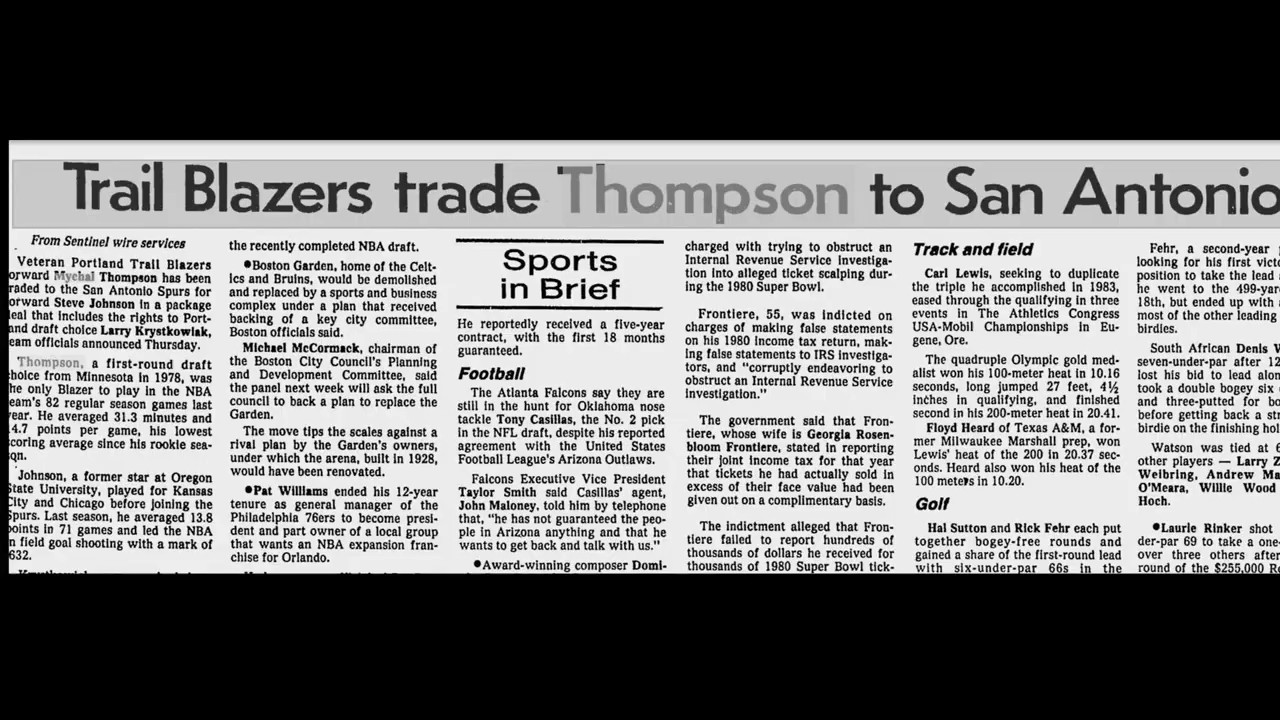 Trail Blazers trade Thompson to San Antonio
From Sentinel wire services
Veteran Portland Trail Blazers
orward Mychal Thompson has been
raded to the San Antonio Spurs for
orward Steve Johnson in a package
eal that includes the rights to Port-
and draft choice Larry Krystkowiak,
eam officials announced Thursday.
Thompson, a first-round draft
hoice from Minnesota in 1978, was
he only Blazer to play in the NBA
eam's 82 regular season games last
ear. He averaged 31.3 minutes and
4.7 points per game, his lowest
coring average since his rookie sea-
Johnson, a former star at Oregon
State University, played for Kansas
City and Chicago before joining the
Spurs. Last season, he averaged 13.8
points in 71 games and led the NBA
n field goal shooting with a mark of
632.
the recently completed NBA draft.
●Boston Garden, home of the Celt-
ics and Bruins, would be demolished
and replaced by a sports and business
complex under a plan that received
backing of a key city committee,
Boston officials said.
Michael McCormack, chairman of
the Boston City Council's Planning
and Development Committee, said
the panel next week will ask the full
council to back a plan to replace the
Garden.
The move tips the scales against a
rival plan by the Garden's owners,
under which the arena, built in 1928,
would have been renovated.
●Pat Williams ended his 12-year
tenure as general manager of the
Philadelphia 76ers to become presi-
dent and part owner of a local group
that wants an NBA expansion fran-
chise for Orlando.
Sports
in Brief
He reportedly received a five-year
contract, with the first 18 months
guaranteed.
Football
The Atlanta Falcons say they are
still in the hunt for Oklahoma nose
tackle Tony Casillas, the No. 2 pick
in the NFL draft, despite his reported
agreement with the United States
Football League's Arizona Outlaws.
Falcons Executive Vice President
Taylor Smith said Casillas' agent,
John Maloney, told him by telephone
that, "he has not guaranteed the peo-
ple in Arizona anything and that he
wants to get back and talk with us."
●Award-winning composer Domi-
charged with trying to obstruct an
Internal Revenue Service investiga-
tion into alleged ticket scalping dur-
ing the 1980 Super Bowl.
Frontiere, 55, was indicted on
charges of making false statements
on his 1980 income tax return, mak-
ing false statements to IRS investiga-
tors, and "corruptly endeavoring to
obstruct an Internal Revenue Service
investigation."
The government said that Fron-
tiere, whose wife is Georgia Rosen-
bloom Frontiere, stated in reporting
their joint income tax for that year
that tickets he had actually sold in
excess of their face value had been
given out on a complimentary basis.
The indictment alleged that Fron-
tiere failed to report hundreds of
thousands of dollars he received for
thousands of 1980 Super Bowl tick-
Track and field
Carl Lewis, seeking to duplicate
the triple he accomplished in 1983,
eased through the qualifying in three
events in The Athletics Congress
USA-Mobil Championships in Eu-
gene, Ore.
The quadruple Olympic gold med-
alist won his 100-meter heat in 10.16
seconds, long jumped 27 feet, 4½
inches in qualifying, and finished
second in his 200-meter heat in 20.41.
Floyd Heard of Texas A&M, a for-
mer Milwaukee Marshall prep, won
Lewis' heat of the 200 in 20.37 sec-
onds. Heard also won his heat of the
100 meters in 10.20.
Golf
Hal Sutton and Rick Fehr each put
together bogey-free rounds and
gained a share of the first-round lead
with six-under-par 66s in the
Fehr, a second-year
looking for his first victo
position to take the lead
he went to the 499-yar
18th, but ended up with
most of the other leading
birdies.
South African Denis W
seven-under-par after 12
lost his bid to lead alon
took a double bogey six
and three-putted for bo
before getting back a str
birdie on the finishing hol
Watson was tied at 6
other players — Larry Z
Welbring, Andrew Ma
O'Meara, Willie Wood
Hoch.
●Laurie Rinker shot
der-par 69 to take a one-
over three others after
round of the $255,000 Ro